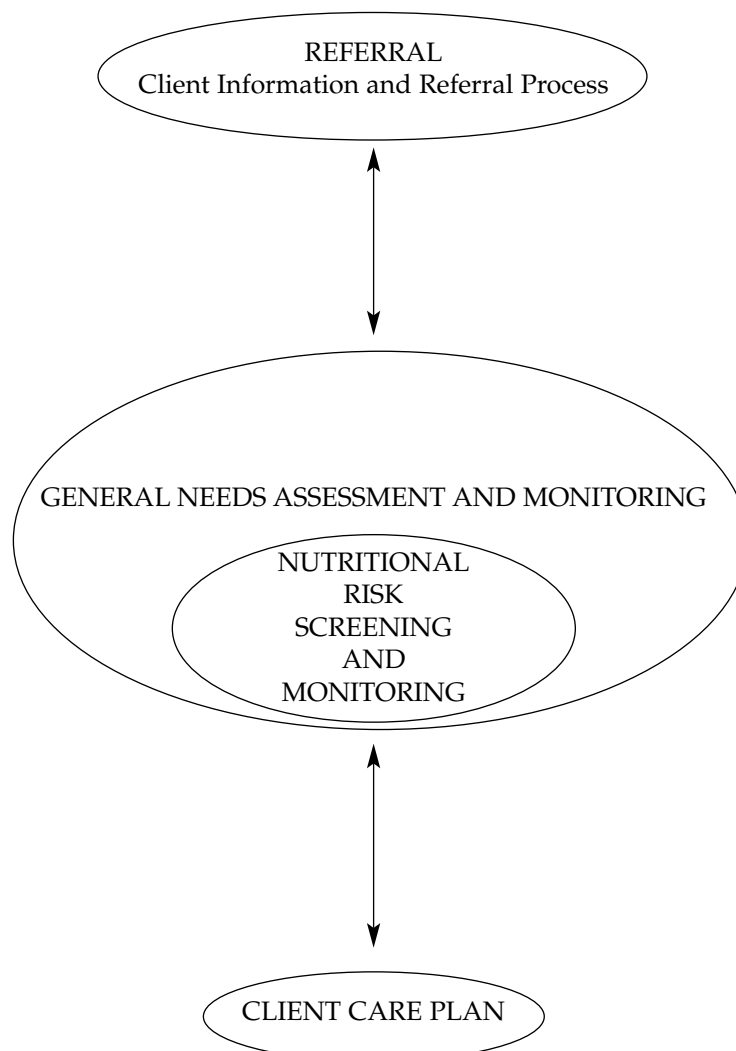 REFERRAL
Client Information and Referral Process
GENERAL NEEDS ASSESSMENT AND MONITORING
NUTRITIONAL
RISK
SCREENING
AND
MONITORING
CLIENT CARE PLAN